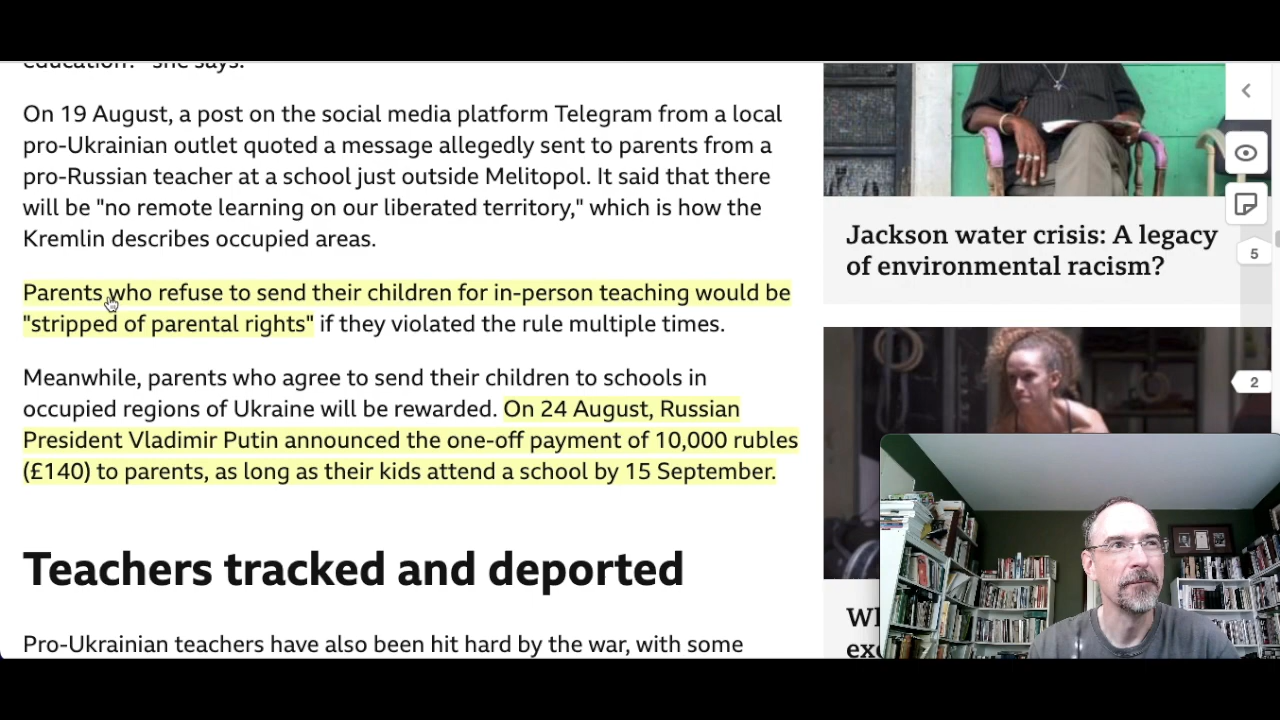 education?" she says.
On 19 August, a post on the social media platform Telegram from a local
pro-Ukrainian outlet quoted a message allegedly sent to parents from a
pro-Russian teacher at a school just outside Melitopol. It said that there
will be "no remote learning on our liberated territory," which is how the
Kremlin describes occupied areas.
Parents who refuse to send their children for in-person teaching would be
"stripped of parental rights" if they violated the rule multiple times.
Meanwhile, parents who agree to send their children to schools in
occupied regions of Ukraine will be rewarded. On 24 August, Russian
President Vladimir Putin announced the one-off payment of 10,000 rubles
(£140) to parents, as long as their kids attend a school by 15 September.
Teachers tracked and deported
Pro-Ukrainian teachers have also been hit hard by the war, with some
Jackson water crisis: A legacy
of environmental racism?
5
2